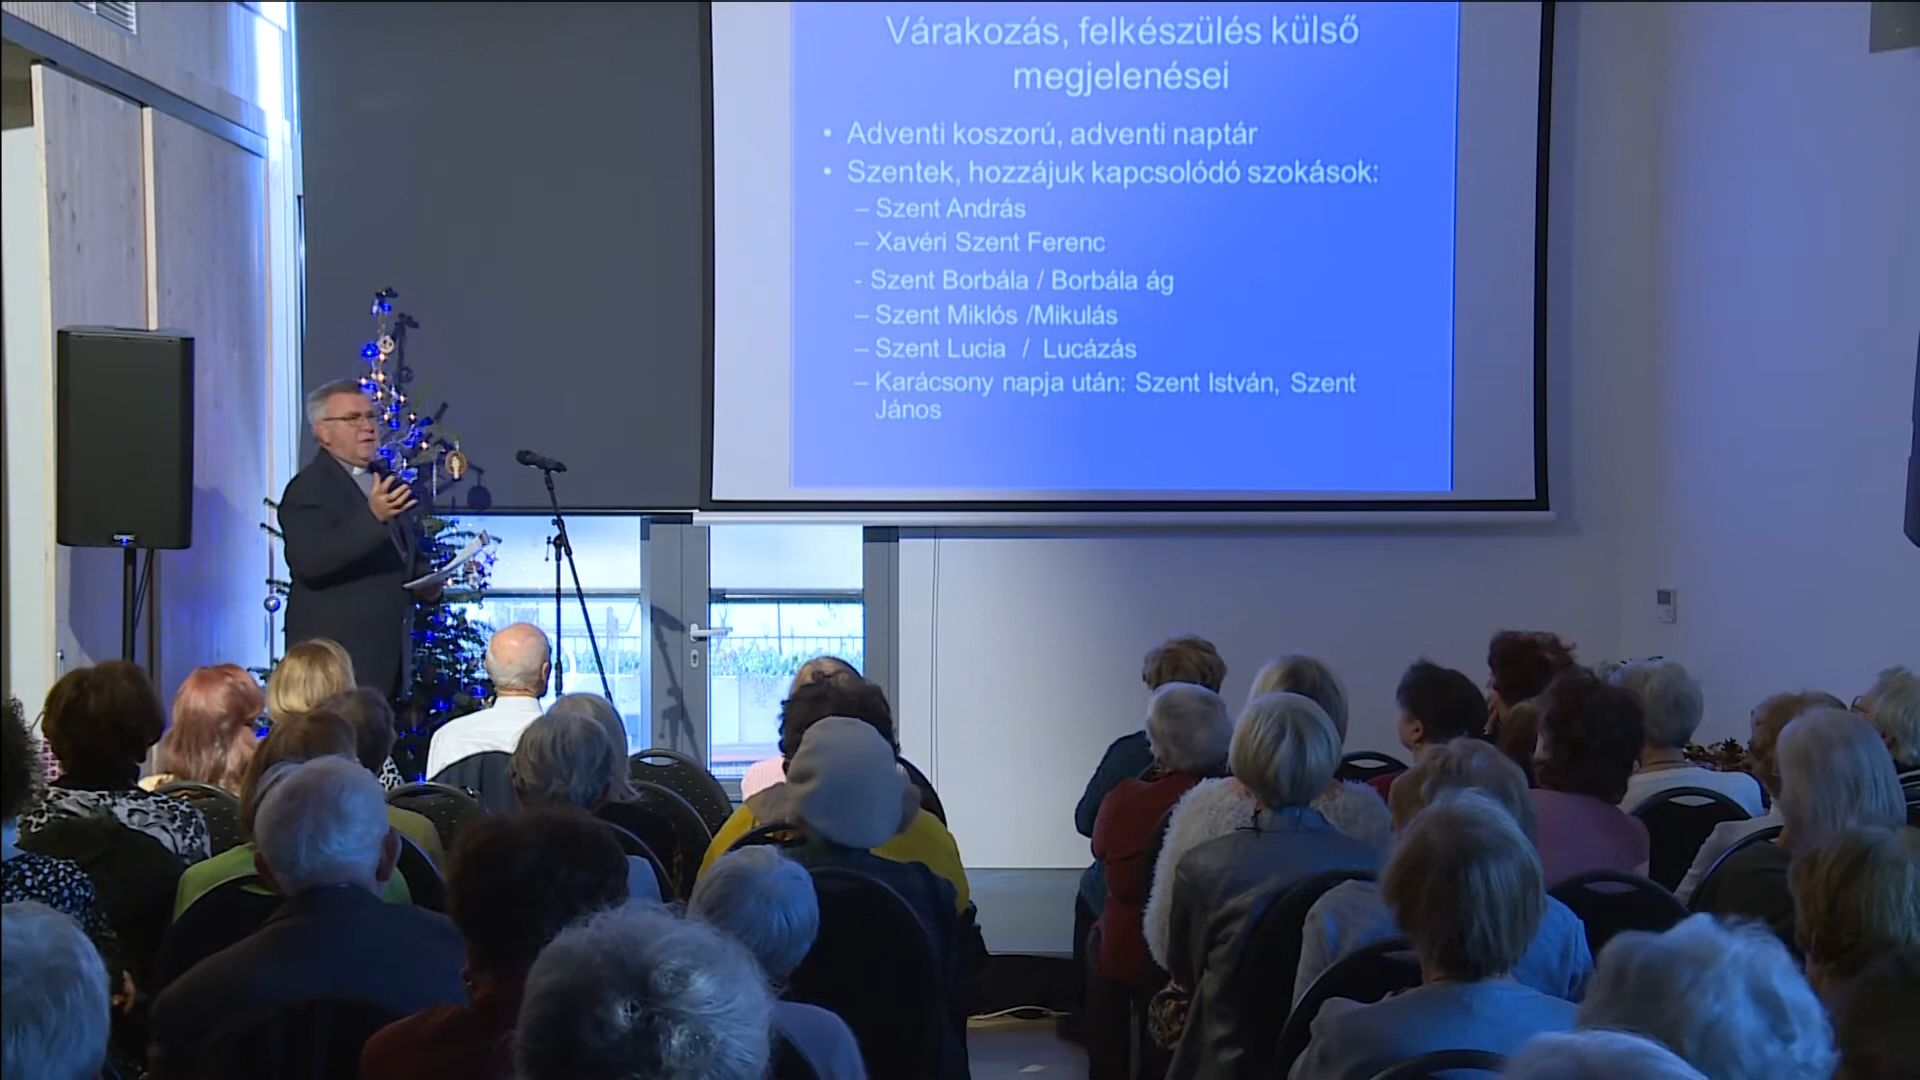 Várakozás, felkészülés külső
megjelenései
• Adventi koszorú, adventi naptár
• Szentek, hozzájuk kapcsolódó szokások:
– Szent András
– Xavéri Szent Ferenc
- Szent Borbála / Borbála ág
– Szent Miklós /Mikulás
– Szent Lucia / Lucázás
– Karácsony napja után: Szent István, Szent
János